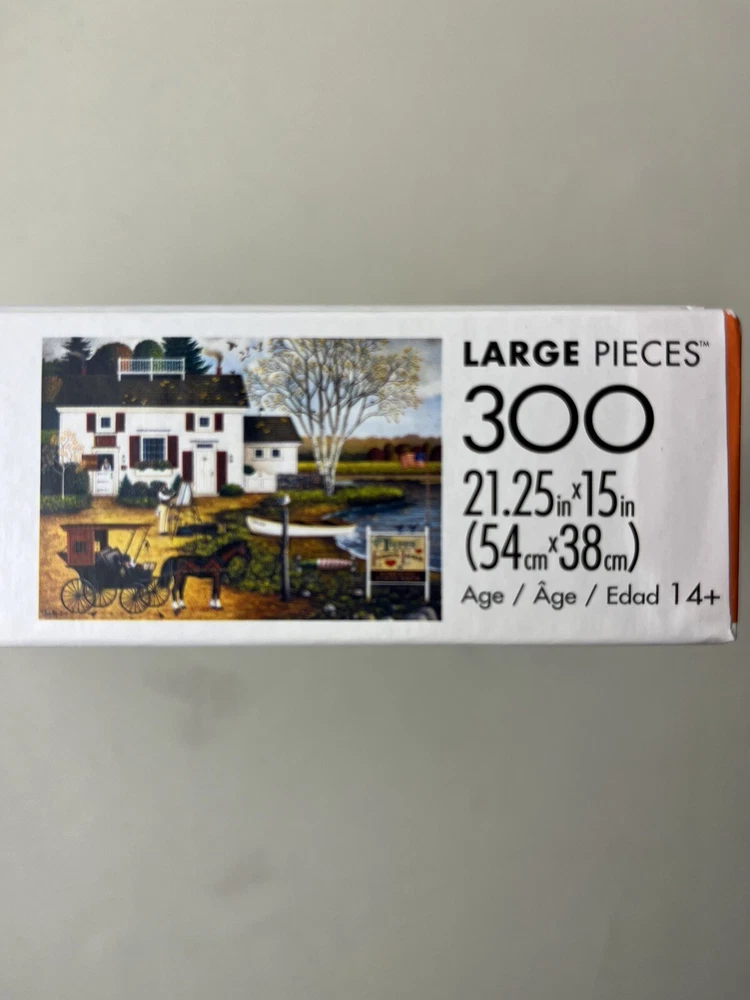 LARGE PIECES™
300
21.25in x 15in
(54cm x 38cm)
Age / Âge / Edad 14+